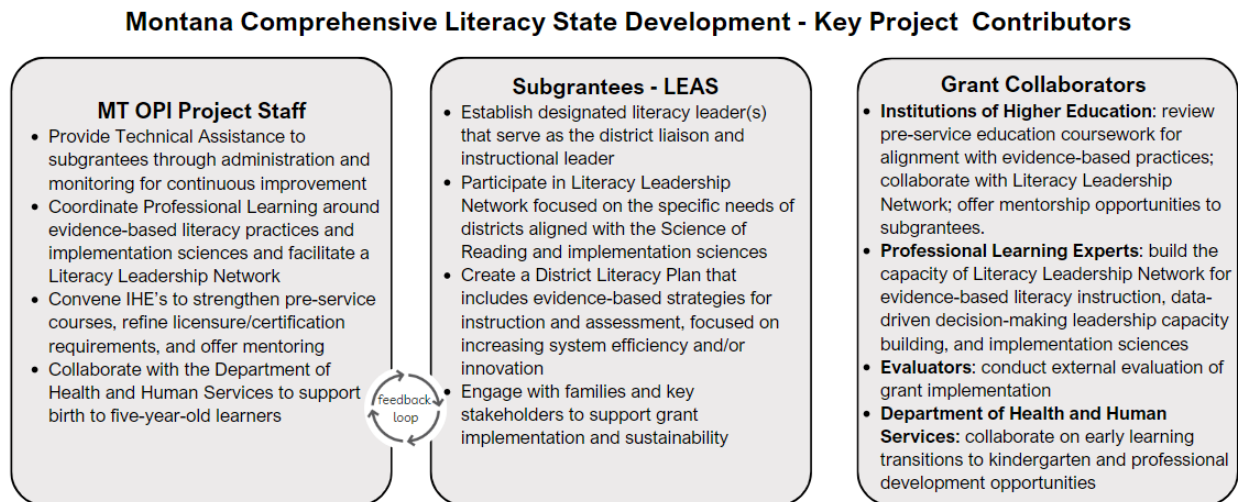 Montana Comprehensive Literacy State Development - Key Project Contributors
MT OPI Project Staff
• Provide Technical Assistance to
subgrantees through administration and
monitoring for continuous improvement
• Coordinate Professional Learning around
evidence-based literacy practices and
implementation sciences and facilitate a
Literacy Leadership Network
• Convene IHE's to strengthen pre-service
courses, refine licensure/certification
requirements, and offer mentoring
• Collaborate with the Department of
Health and Human Services to support
birth to five-year-old learners
feedback
loop
Subgrantees - LEAS
• Establish designated literacy leader(s)
that serve as the district liaison and
instructional leader
• Participate in Literacy Leadership
Network focused on the specific needs of
districts aligned with the Science of
Reading and implementation sciences
• Create a District Literacy Plan that
includes evidence-based strategies for
instruction and assessment, focused on
increasing system efficiency and/or
innovation
• Engage with families and key
stakeholders to support grant
implementation and sustainability
Grant Collaborators
• Institutions of Higher Education: review
pre-service education coursework for
alignment with evidence-based practices;
collaborate with Literacy Leadership
Network; offer mentorship opportunities to
subgrantees.
• Professional Learning Experts: build the
capacity of Literacy Leadership Network for
evidence-based literacy instruction, data-
driven decision-making leadership capacity
building, and implementation sciences
• Evaluators: conduct external evaluation of
grant implementation
• Department of Health and Human
Services: collaborate on early learning
transitions to kindergarten and professional
development opportunities